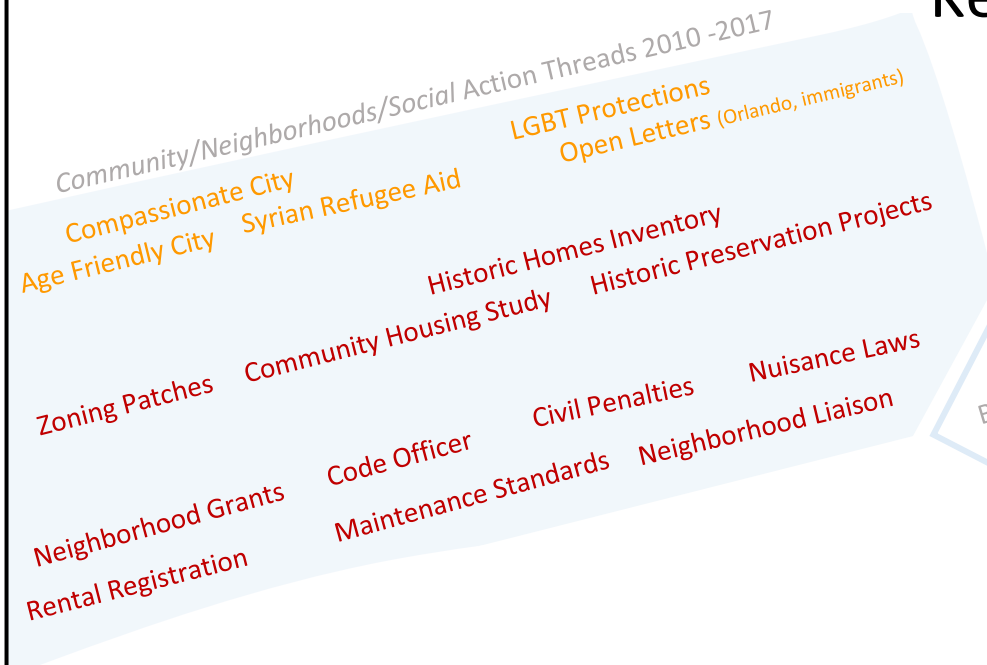 Community/Neighborhoods/Social Action Threads 2010 -2017
LGBT Protections
Open Letters (Orlando, immigrants)
Compassionate City
Syrian Refugee Aid
Age Friendly City
Historic Homes Inventory
Historic Preservation Projects
Community Housing Study
Zoning Patches
Nuisance Laws
Civil Penalties
Neighborhood Liaison
Code Officer
Maintenance Standards
Neighborhood Grants
Rental Registration